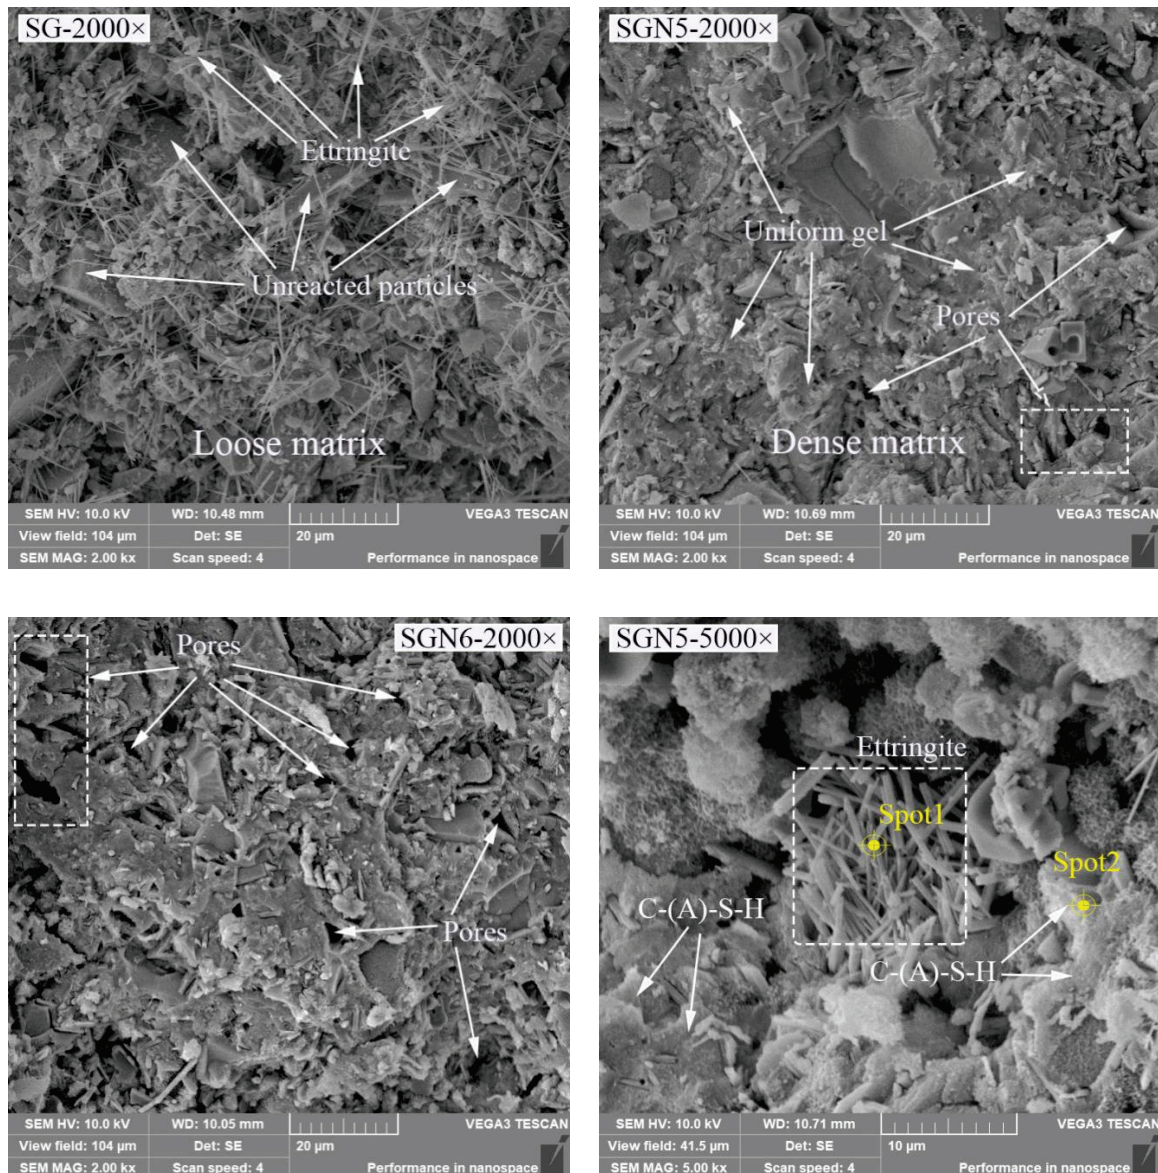 SG-2000×
Ettringite
Unreacted particles
Loose matrix
SEM HV: 10.0 kV WD: 10.48 mm VEGA3 TESCAN
View field: 104 µm Det: SE 20 µm
SEM MAG: 2.00 kx Scan speed: 4 Performance in nanospace
SGN5-2000×
Uniform gel
Pores
Dense matrix
SEM HV: 10.0 kV WD: 10.69 mm VEGA3 TESCAN
View field: 104 µm Det: SE 20 µm
SEM MAG: 2.00 kx Scan speed: 4 Performance in nanospace
Pores
SGN6-2000×
Pores
SEM HV: 10.0 kV WD: 10.05 mm VEGA3 TESCAN
View field: 104 µm Det: SE 20 µm
SEM MAG: 2.00 kx Scan speed: 4 Performance in nanospace
SGN5-5000×
Ettringite
Spot1
Spot2
C-(A)-S-H
C-(A)-S-H
SEM HV: 10.0 kV WD: 10.71 mm VEGA3 TESCAN
View field: 41.5 µm Det: SE 10 µm
SEM MAG: 5.00 kx Scan speed: 4 Performance in nanospace